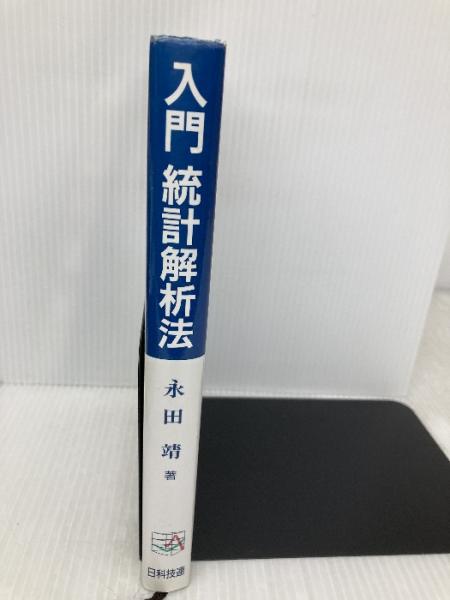 入門 統計解析法
永田 靖 著
日科技連